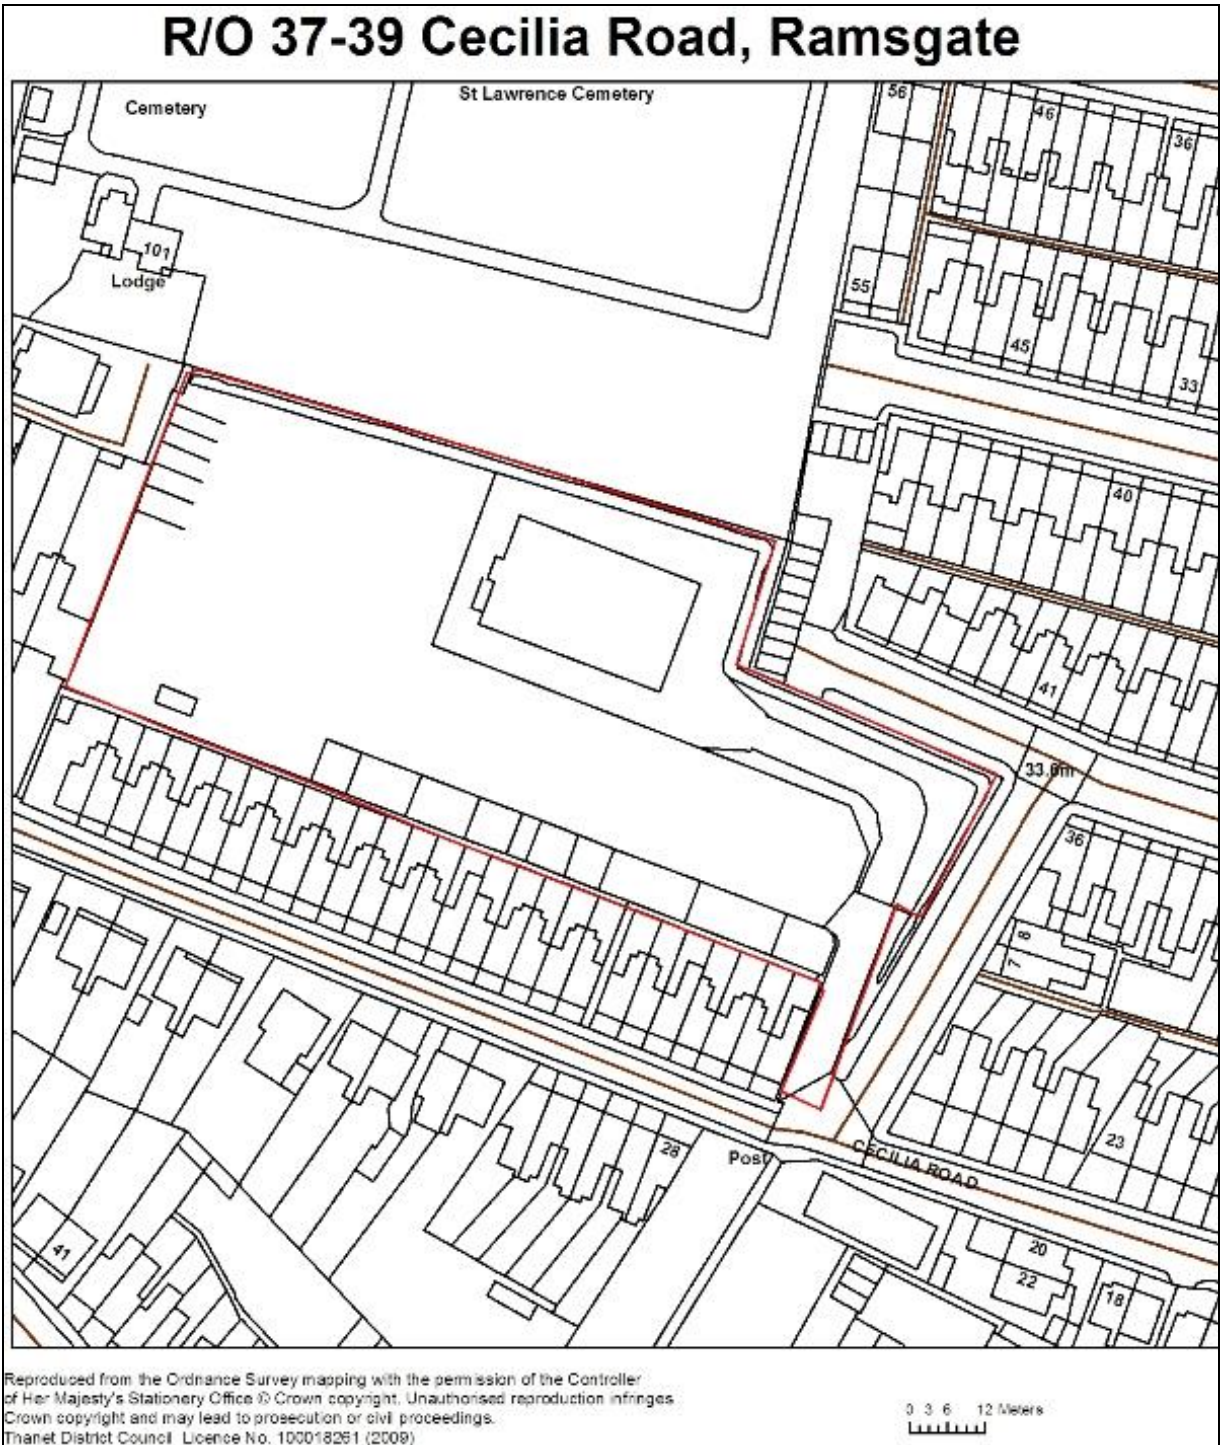 R/O 37-39 Cecilia Road, Ramsgate
Cemetery
St Lawrence Cemetery
56
46
36
101
Lodge
55
45
33
40
41
33.6m
36
8
7
28
Post
CECILIA ROAD
23
41
20
22
18
Reproduced from the Ordnance Survey mapping with the permission of the Controller
of Her Majesty's Stationery Office © Crown copyright. Unauthorised reproduction infringes
Crown copyright and may lead to prosecution or civil proceedings.
Thanet District Council Licence No. 100018261 (2009)
0 3 6 12 Meters